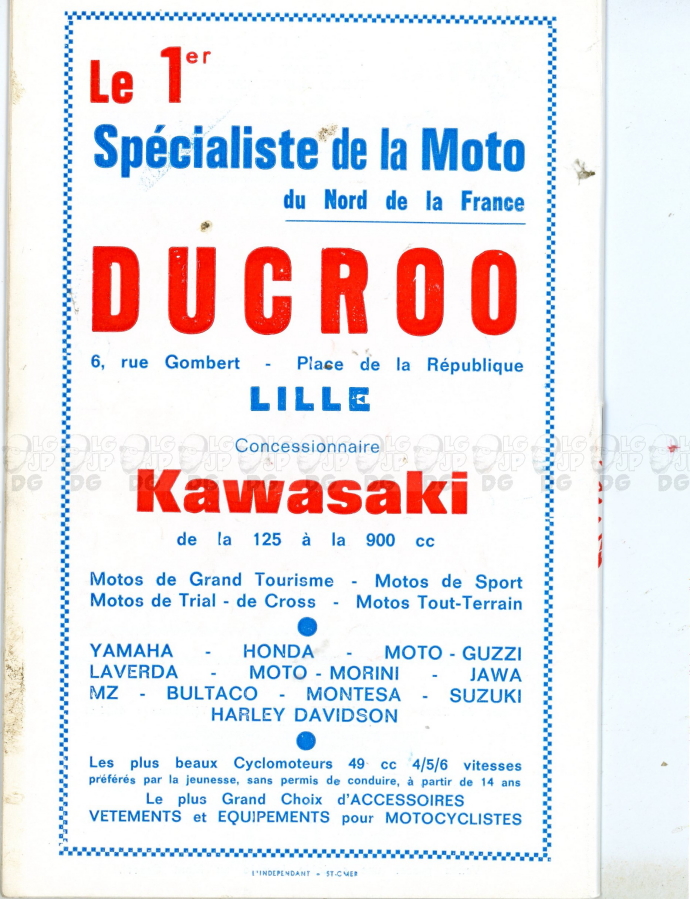 Le 1er
Spécialiste de la Moto
du Nord de la France
DUCROO
6, rue Gombert - Place de la République
LILLE
Concessionnaire
Kawasaki
de la 125 à la 900 cc
Motos de Grand Tourisme - Motos de Sport
Motos de Trial - de Cross - Motos Tout-Terrain
YAMAHA - HONDA - MOTO - GUZZI
LAVERDA - MOTO - MORINI - JAWA
MZ - BULTACO - MONTESA - SUZUKI
HARLEY DAVIDSON
Les plus beaux Cyclomoteurs 49 cc 4/5/6 vitesses
préférés par la jeunesse, sans permis de conduire, à partir de 14 ans
Le plus Grand Choix d'ACCESSOIRES
VETEMENTS et EQUIPEMENTS pour MOTOCYCLISTES
L'INDEPENDANT - ST-OMER